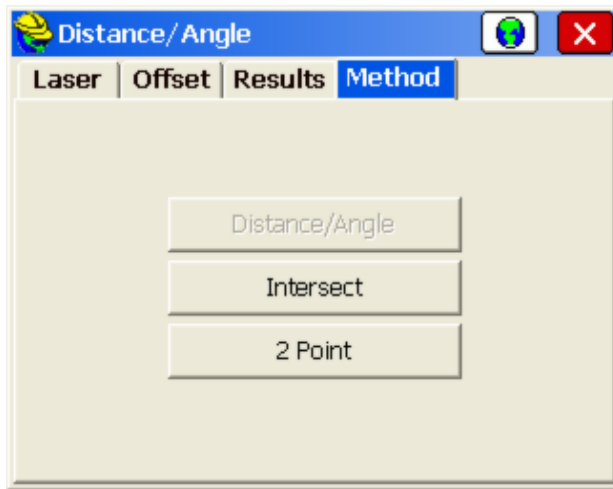 Distance/Angle
Laser Offset Results Method
Distance/Angle
Intersect
2 Point